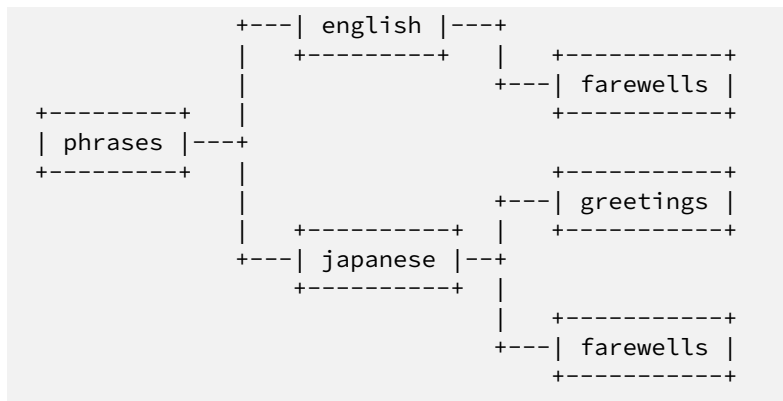 +---| english |---+
|   +---------+   |   +-----------+
|                 +---| farewells |
+---------+   |                     +-----------+
| phrases |---+
+---------+   |                     +-----------+
|                 +---| greetings |
|   +----------+  |   +-----------+
+---| japanese |--+
+----------+  |
|   +-----------+
+---| farewells |
+-----------+